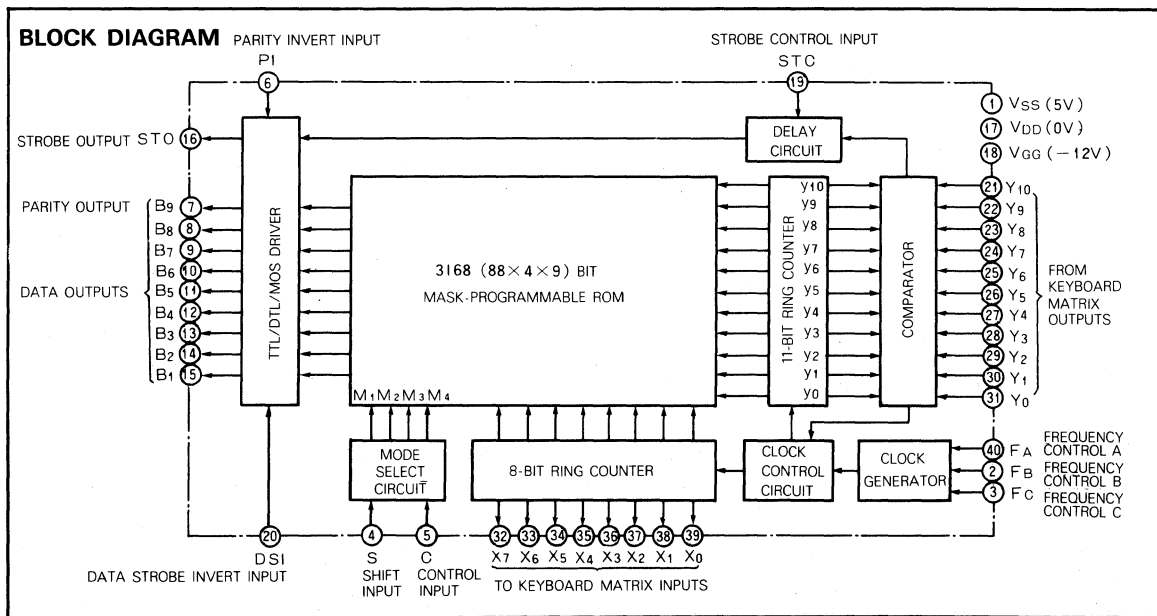 BLOCK DIAGRAM
PARITY INVERT INPUT
PI
6
STROBE CONTROL INPUT
STC
19
1 VSS (5V)
17 VDD (0V)
18 VGG (−12V)
STROBE OUTPUT STO 16
DELAY
CIRCUIT
PARITY OUTPUT
DATA OUTPUTS
B9 7
B8 8
B7 9
B6 10
B5 11
B4 12
B3 13
B2 14
B1 15
TTL/DTL/MOS DRIVER
3168 (88×4×9) BIT
MASK-PROGRAMMABLE ROM
M1 M2 M3 M4
11-BIT RING COUNTER
y10
y9
y8
y7
y6
y5
y4
y3
y2
y1
y0
COMPARATOR
21 Y10
22 Y9
23 Y8
24 Y7
25 Y6
26 Y5
27 Y4
28 Y3
29 Y2
30 Y1
31 Y0
FROM
KEYBOARD
MATRIX
OUTPUTS
MODE
SELECT
CIRCUIT
8-BIT RING COUNTER
CLOCK
CONTROL
CIRCUIT
CLOCK
GENERATOR
40 FA FREQUENCY CONTROL A
2 FB FREQUENCY CONTROL B
3 FC FREQUENCY CONTROL C
20
DSI
DATA STROBE INVERT INPUT
4
S
SHIFT
INPUT
5
C
CONTROL
INPUT
32 33 34 35 36 37 38 39
X7 X6 X5 X4 X3 X2 X1 X0
TO KEYBOARD MATRIX INPUTS